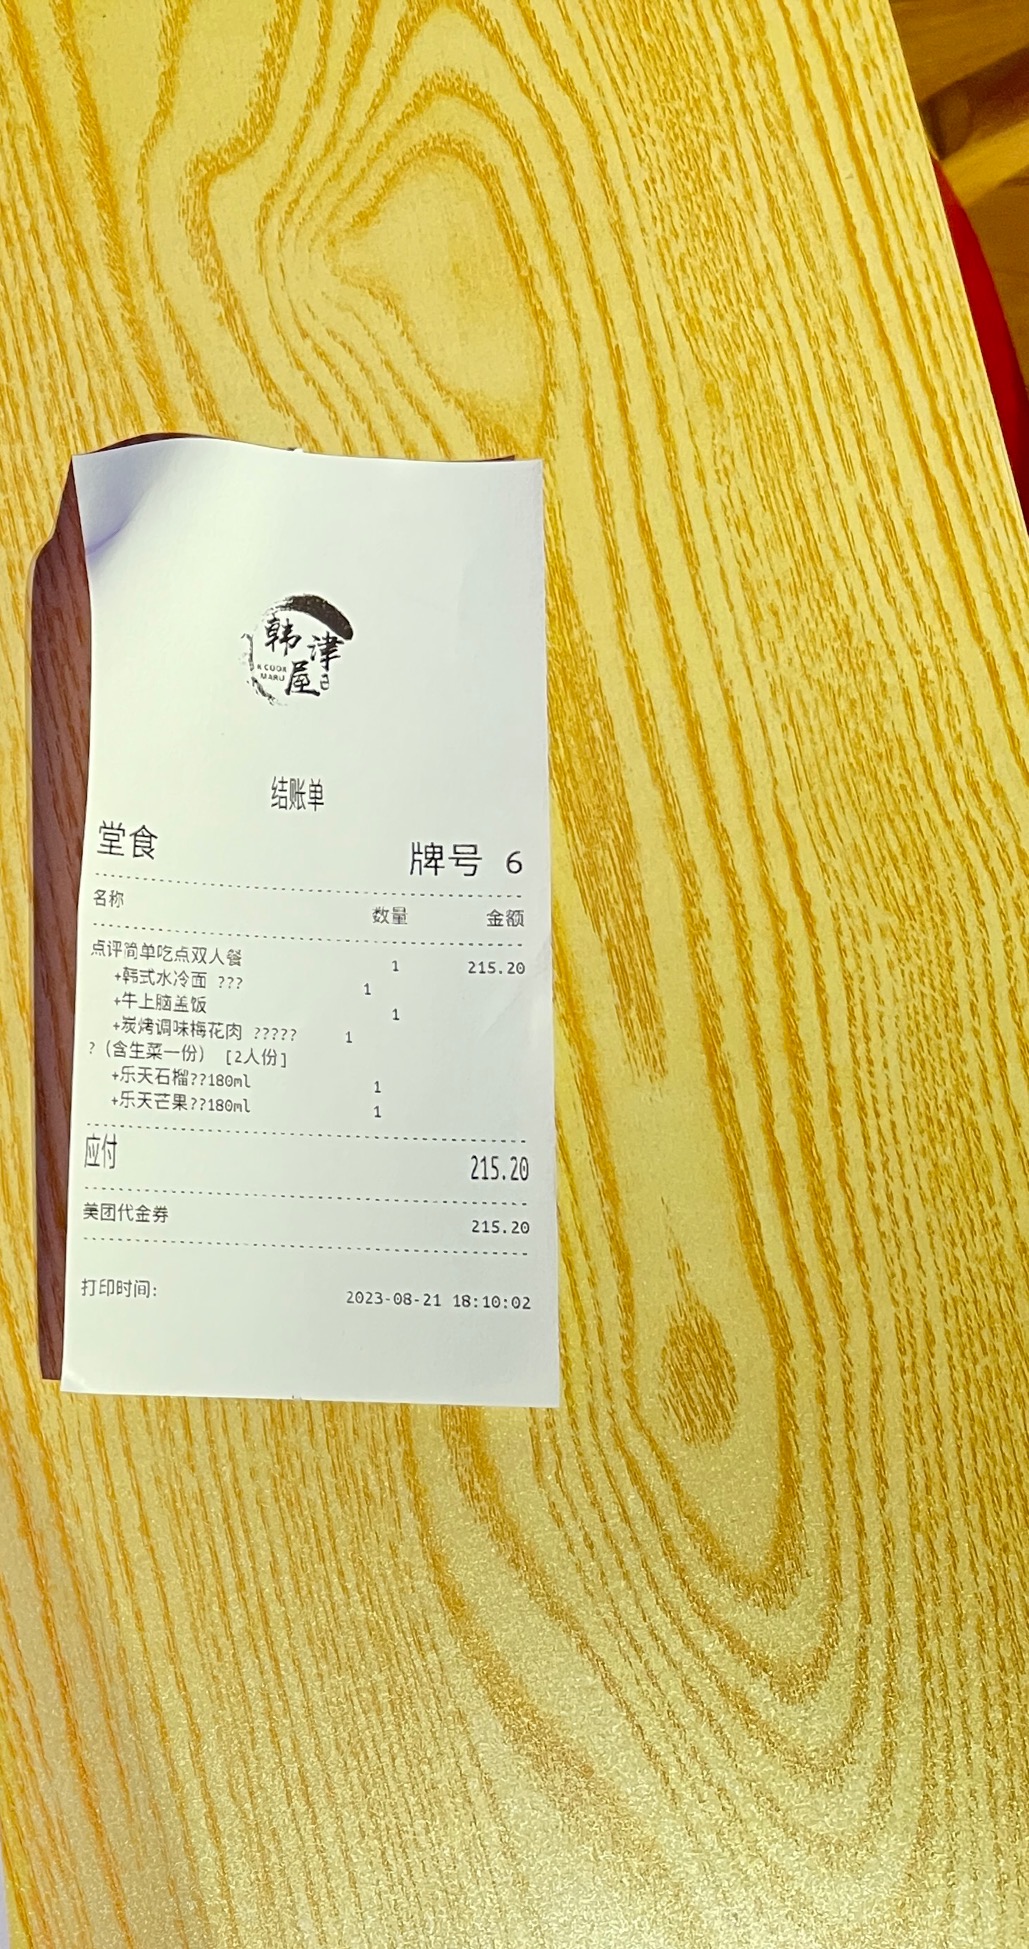 韩津
屋
K COOK
MARU
结账单
堂食
牌号 6
名称 数量 金额
点评简单吃点双人餐 1 215.20
+韩式水冷面 ??? 1
+牛上脑盖饭 1
+炭烤调味梅花肉 ????? 1
?（含生菜一份） [2人份]
+乐天石榴??180ml 1
+乐天芒果??180ml 1
应付 215.20
美团代金券 215.20
打印时间: 2023-08-21 18:10:02